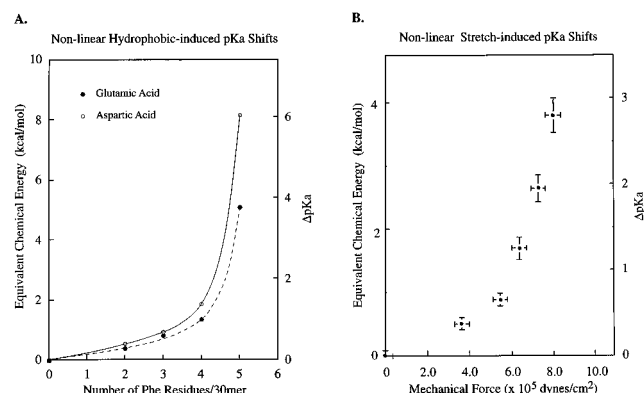 A.
Non-linear Hydrophobic-induced pKa Shifts
Equivalent Chemical Energy (kcal/mol)
10
8
6
4
2
0
Glutamic Acid
Aspartic Acid
6
4
2
0
ΔpKa
0 1 2 3 4 5 6
Number of Phe Residues/30mer
B.
Non-linear Stretch-induced pKa Shifts
Equivalent Chemical Energy (kcal/mol)
4
2
0
3
2
1
0
ΔpKa
0 2.0 4.0 6.0 8.0 10.0
Mechanical Force (x 10⁵ dynes/cm²)